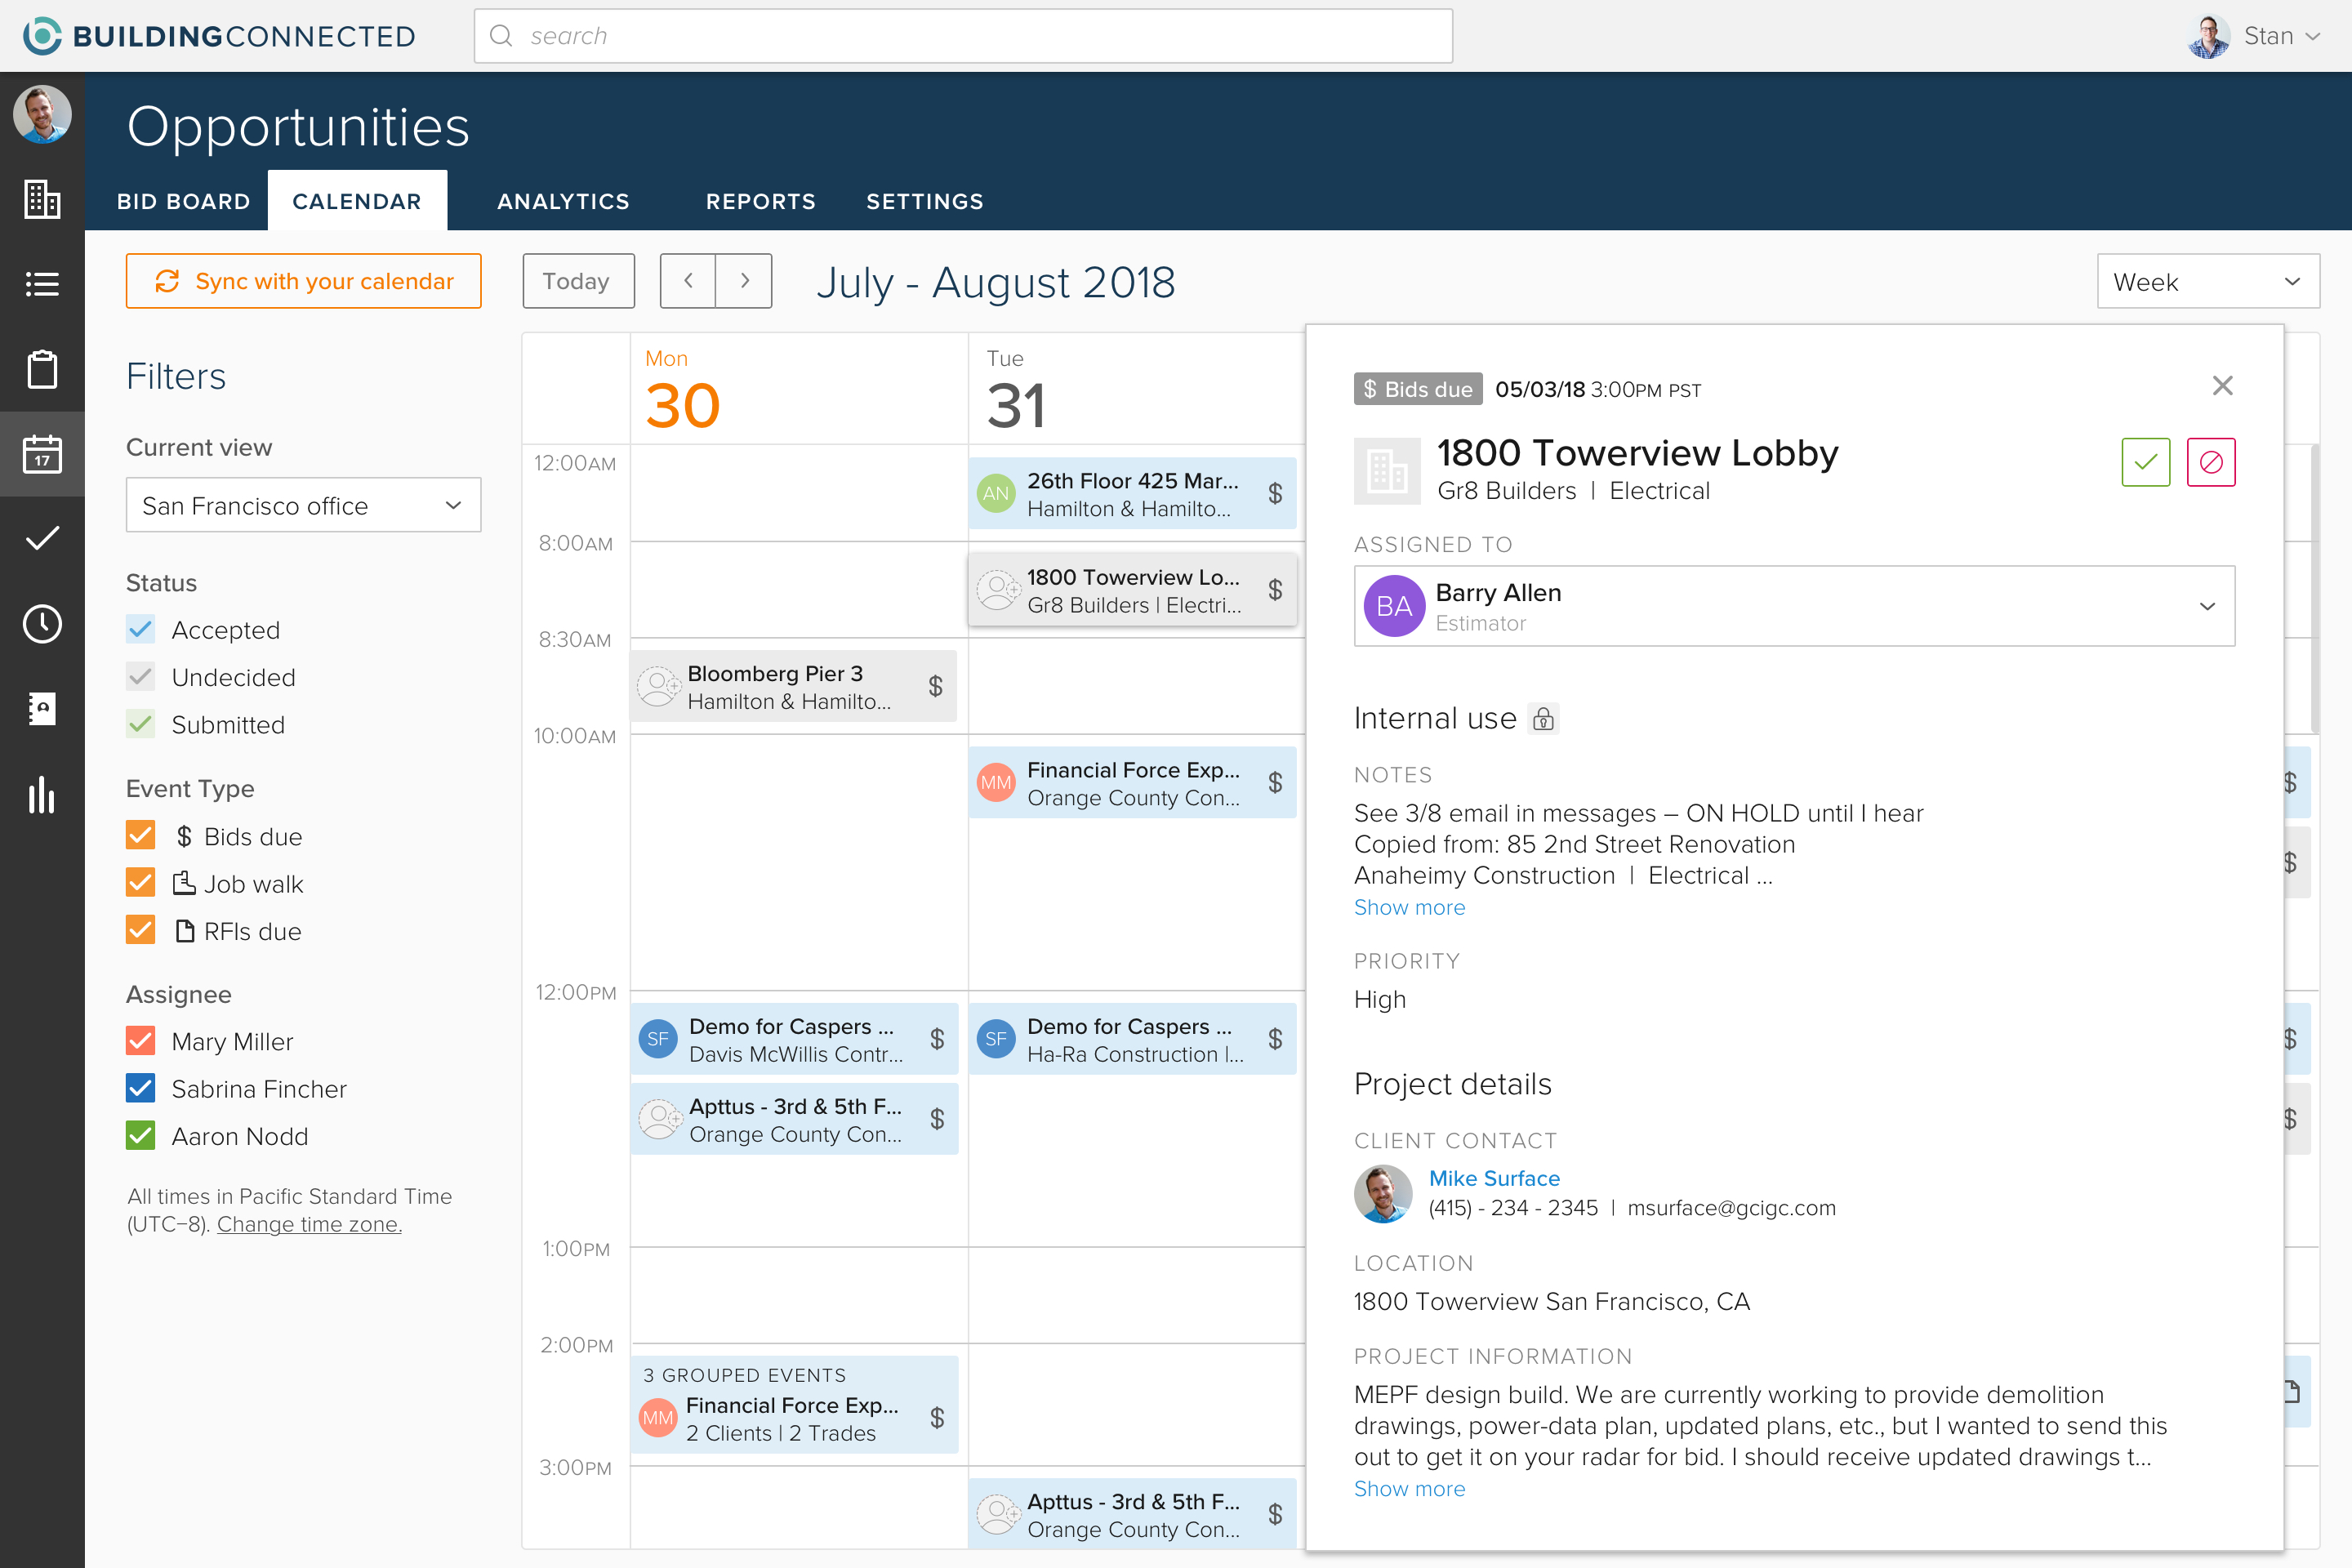 BUILDINGCONNECTED
search
Stan
Opportunities
BID BOARD
CALENDAR
ANALYTICS
REPORTS
SETTINGS
Sync with your calendar
Today
July - August 2018
Week
Filters
Current view
San Francisco office
Status
Accepted
Undecided
Submitted
Event Type
$ Bids due
Job walk
RFIs due
Assignee
Mary Miller
Sabrina Fincher
Aaron Nodd
All times in Pacific Standard Time
(UTC–8). Change time zone.
17
Mon
30
Tue
31
12:00AM
AN
26th Floor 425 Mar...
Hamilton & Hamilto...
$
8:00AM
1800 Towerview Lo...
Gr8 Builders | Electri...
$
8:30AM
Bloomberg Pier 3
Hamilton & Hamilto...
$
10:00AM
MM
Financial Force Exp...
Orange County Con...
$
12:00PM
SF
Demo for Caspers ...
Davis McWillis Contr...
$
SF
Demo for Caspers ...
Ha-Ra Construction |...
$
Apttus - 3rd & 5th F...
Orange County Con...
$
1:00PM
2:00PM
3 GROUPED EVENTS
MM
Financial Force Exp...
2 Clients | 2 Trades
$
3:00PM
Apttus - 3rd & 5th F...
Orange County Con...
$
$ Bids due 05/03/18 3:00PM PST
1800 Towerview Lobby
Gr8 Builders | Electrical
ASSIGNED TO
BA
Barry Allen
Estimator
Internal use
NOTES
See 3/8 email in messages – ON HOLD until I hear
Copied from: 85 2nd Street Renovation
Anaheimy Construction | Electrical ...
Show more
PRIORITY
High
Project details
CLIENT CONTACT
Mike Surface
(415) - 234 - 2345 | msurface@gcigc.com
LOCATION
1800 Towerview San Francisco, CA
PROJECT INFORMATION
MEPF design build. We are currently working to provide demolition
drawings, power-data plan, updated plans, etc., but I wanted to send this
out to get it on your radar for bid. I should receive updated drawings t...
Show more
$
$
$
$